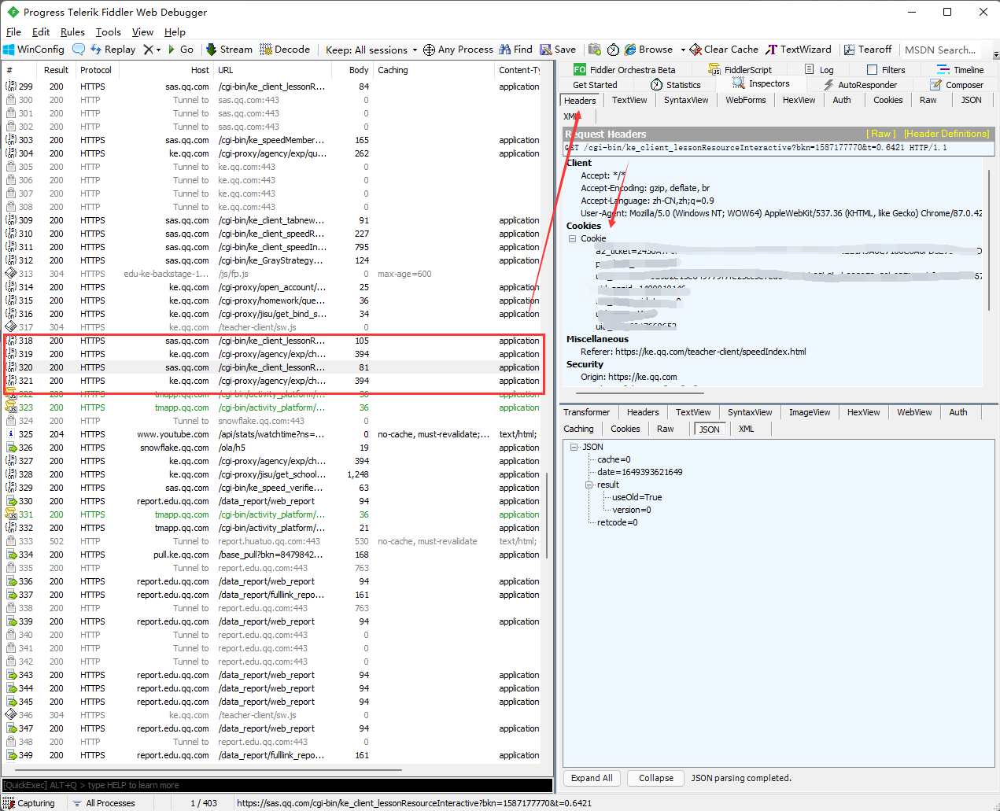 Progress Telerik Fiddler Web Debugger
File Edit Rules Tools View Help
WinConfig Replay Go Stream Decode Keep: All sessions Any Process Find Save Browse Clear Cache TextWizard Tearoff MSDN Search...
# Result Protocol Host URL Body Caching Content-Ty
299 200 HTTPS sas.qq.com /cgi-bin/ke_client_lessonR... 84 application
300 200 HTTP Tunnel to sas.qq.com:443 0
301 200 HTTP Tunnel to sas.qq.com:443 0
302 200 HTTP Tunnel to sas.qq.com:443 0
303 200 HTTPS sas.qq.com /cgi-bin/ke_speedMember... 165 application
304 200 HTTPS ke.qq.com /cgi-proxy/agency/exp/qu... 262 application
305 200 HTTP Tunnel to ke.qq.com:443 0
306 200 HTTP Tunnel to ke.qq.com:443 0
307 200 HTTP Tunnel to ke.qq.com:443 0
308 200 HTTP Tunnel to ke.qq.com:443 0
309 200 HTTPS sas.qq.com /cgi-bin/ke_client_tabnew... 91 application
310 200 HTTPS sas.qq.com /cgi-bin/ke_client_speedR... 227 application
311 200 HTTPS sas.qq.com /cgi-bin/ke_client_speedIn... 795 application
312 200 HTTPS sas.qq.com /cgi-bin/ke_GrayStrategy... 124 application
313 304 HTTPS edu-ke-backstage-1... /js/fp.js 0 max-age=600
314 200 HTTPS ke.qq.com /cgi-proxy/open_account/... 25 application
315 200 HTTPS ke.qq.com /cgi-proxy/homework/que... 36 application
316 200 HTTPS ke.qq.com /cgi-proxy/jisu/get_bind_s... 34 application
317 304 HTTPS ke.qq.com /teacher-client/sw.js 0
318 200 HTTPS sas.qq.com /cgi-bin/ke_client_lessonR... 105 application
319 200 HTTPS ke.qq.com /cgi-proxy/agency/exp/ch... 394 application
320 200 HTTPS sas.qq.com /cgi-bin/ke_client_lessonR... 81 application
321 200 HTTPS ke.qq.com /cgi-proxy/agency/exp/ch... 394 application
322 200 HTTPS tmapp.qq.com /cgi-bin/activity_platform/... 36 application
323 200 HTTPS tmapp.qq.com /cgi-bin/activity_platform/... 36 application
324 200 HTTP Tunnel to snowflake.qq.com:443 0
325 204 HTTPS www.youtube.com /api/stats/watchtime?ns=... 0 no-cache, must-revalidate;... text/html;
326 200 HTTPS snowflake.qq.com /ola/h5 19 application
327 200 HTTPS ke.qq.com /cgi-proxy/agency/exp/ch... 394 application
328 200 HTTPS ke.qq.com /cgi-proxy/jisu/get_school... 1,248 application
329 200 HTTPS sas.qq.com /cgi-bin/ke_speed_verifie... 63 application
330 200 HTTPS report.edu.qq.com /data_report/web_report 94 application
331 200 HTTPS tmapp.qq.com /cgi-bin/activity_platform/... 36 application
332 200 HTTPS tmapp.qq.com /cgi-bin/activity_platform/... 21 application
333 502 HTTP Tunnel to report.huatuo.qq.com:443 530 no-cache, must-revalidate text/html;
334 200 HTTPS pull.ke.qq.com /base_pull?bkn=8479842... 168 application
335 200 HTTP Tunnel to report.edu.qq.com:443 763
336 200 HTTPS report.edu.qq.com /data_report/web_report 94 application
337 200 HTTPS report.edu.qq.com /data_report/fulllink_repo... 161 application
338 200 HTTP Tunnel to report.edu.qq.com:443 763
339 200 HTTPS report.edu.qq.com /data_report/web_report 94 application
340 200 HTTP Tunnel to report.edu.qq.com:443 0
341 200 HTTP Tunnel to report.edu.qq.com:443 0
342 200 HTTP Tunnel to report.edu.qq.com:443 0
343 200 HTTPS report.edu.qq.com /data_report/web_report 94 application
344 200 HTTPS report.edu.qq.com /data_report/web_report 94 application
345 200 HTTPS report.edu.qq.com /data_report/web_report 94 application
346 304 HTTPS ke.qq.com /teacher-client/sw.js 0
347 200 HTTPS report.edu.qq.com /data_report/web_report 94 application
348 200 HTTP Tunnel to report.edu.qq.com:443 0
349 200 HTTPS report.edu.qq.com /data_report/fulllink_repo... 161 application
[QuickExec] ALT+Q > type HELP to learn more
Capturing All Processes 1 / 403 https://sas.qq.com/cgi-bin/ke_client_lessonResourceInteractive?bkn=1587177770&t=0.6421
FO Fiddler Orchestra Beta FiddlerScript Log Filters Timeline
Get Started Statistics Inspectors AutoResponder Composer
Headers TextView SyntaxView WebForms HexView Auth Cookies Raw JSON
XML
Request Headers [ Raw ] [Header Definitions]
GET /cgi-bin/ke_client_lessonResourceInteractive?bkn=1587177770&t=0.6421 HTTP/1.1
Client
Accept: */*
Accept-Encoding: gzip, deflate, br
Accept-Language: zh-CN,zh;q=0.9
User-Agent: Mozilla/5.0 (Windows NT; WOW64) AppleWebKit/537.36 (KHTML, like Gecko) Chrome/87.0.42
Cookies
Cookie
Miscellaneous
Referer: https://ke.qq.com/teacher-client/speedIndex.html
Security
Origin: https://ke.qq.com
Transformer Headers TextView SyntaxView ImageView HexView WebView Auth
Caching Cookies Raw JSON XML
JSON
cache=0
date=1649393621649
result
useOld=True
version=0
retcode=0
Expand All Collapse JSON parsing completed.